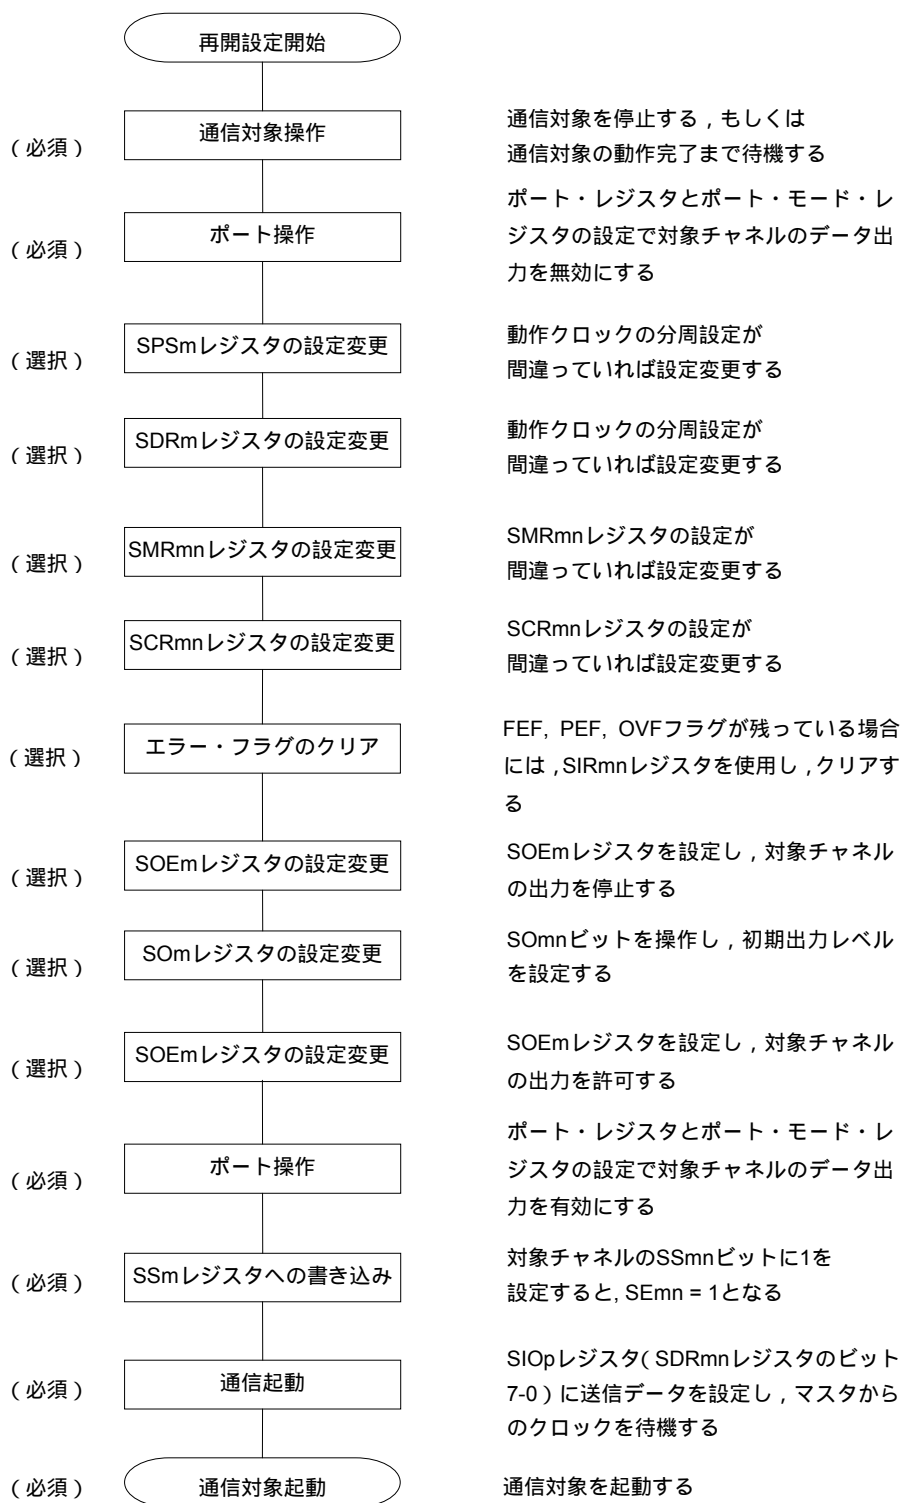 再開設定開始
(必須)
通信対象操作
通信対象を停止する,もしくは
通信対象の動作完了まで待機する
(必須)
ポート操作
ポート・レジスタとポート・モード・レ
ジスタの設定で対象チャネルのデータ出
力を無効にする
(選択)
SPSmレジスタの設定変更
動作クロックの分周設定が
間違っていれば設定変更する
(選択)
SDRmレジスタの設定変更
動作クロックの分周設定が
間違っていれば設定変更する
(選択)
SMRmnレジスタの設定変更
SMRmnレジスタの設定が
間違っていれば設定変更する
(選択)
SCRmnレジスタの設定変更
SCRmnレジスタの設定が
間違っていれば設定変更する
(選択)
エラー・フラグのクリア
FEF, PEF, OVFフラグが残っている場合
には,SIRmnレジスタを使用し,クリアす
る
(選択)
SOEmレジスタの設定変更
SOEmレジスタを設定し,対象チャネル
の出力を停止する
(選択)
SOmレジスタの設定変更
SOmnビットを操作し,初期出力レベル
を設定する
(選択)
SOEmレジスタの設定変更
SOEmレジスタを設定し,対象チャネル
の出力を許可する
(必須)
ポート操作
ポート・レジスタとポート・モード・レ
ジスタの設定で対象チャネルのデータ出
力を有効にする
(必須)
SSmレジスタへの書き込み
対象チャネルのSSmnビットに1を
設定すると, SEmn = 1となる
(必須)
通信起動
SIOpレジスタ(SDRmnレジスタのビット
7-0)に送信データを設定し,マスタから
のクロックを待機する
(必須)
通信対象起動
通信対象を起動する